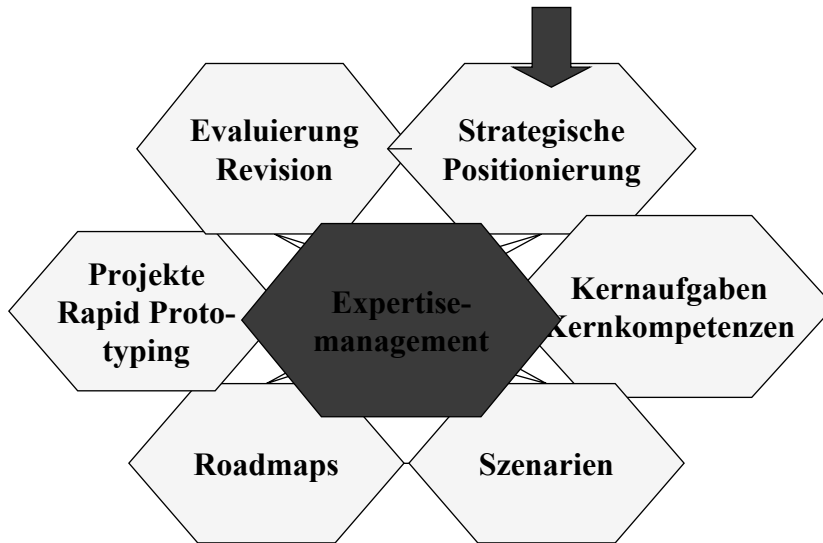 Evaluierung
Revision
Strategische
Positionierung
Projekte
Rapid Proto-
typing
Expertise-
management
Kernaufgaben
Kernkompetenzen
Roadmaps
Szenarien